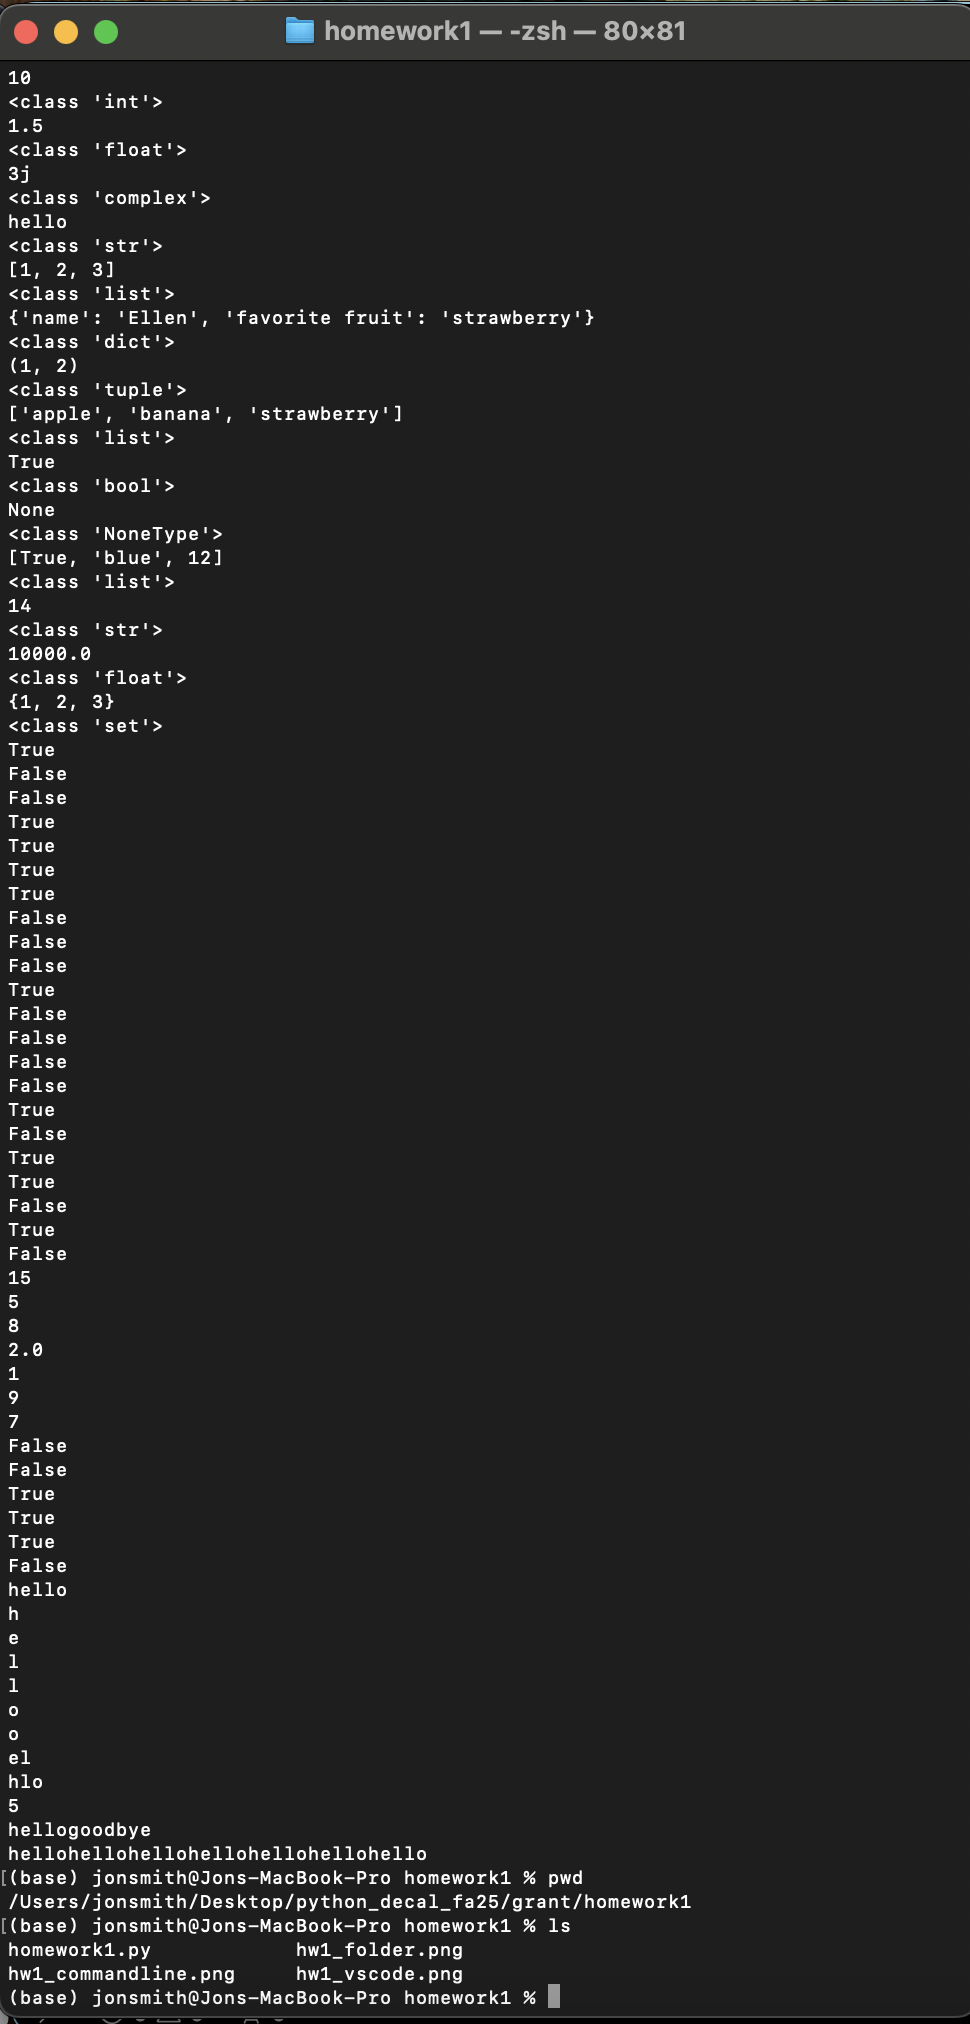 homework1 — -zsh — 80×81
10
<class 'int'>
1.5
<class 'float'>
3j
<class 'complex'>
hello
<class 'str'>
[1, 2, 3]
<class 'list'>
{'name': 'Ellen', 'favorite fruit': 'strawberry'}
<class 'dict'>
(1, 2)
<class 'tuple'>
['apple', 'banana', 'strawberry']
<class 'list'>
True
<class 'bool'>
None
<class 'NoneType'>
[True, 'blue', 12]
<class 'list'>
14
<class 'str'>
10000.0
<class 'float'>
{1, 2, 3}
<class 'set'>
True
False
False
True
True
True
True
False
False
False
True
False
False
False
False
True
False
True
True
False
True
False
15
5
8
2.0
1
9
7
False
False
True
True
True
False
hello
h
e
l
l
o
o
el
hlo
5
hellogoodbye
hellohellohellohellohellohellohello
[(base) jonsmith@Jons-MacBook-Pro homework1 % pwd
/Users/jonsmith/Desktop/python_decal_fa25/grant/homework1
[(base) jonsmith@Jons-MacBook-Pro homework1 % ls
homework1.py            hw1_folder.png
hw1_commandline.png     hw1_vscode.png
(base) jonsmith@Jons-MacBook-Pro homework1 %